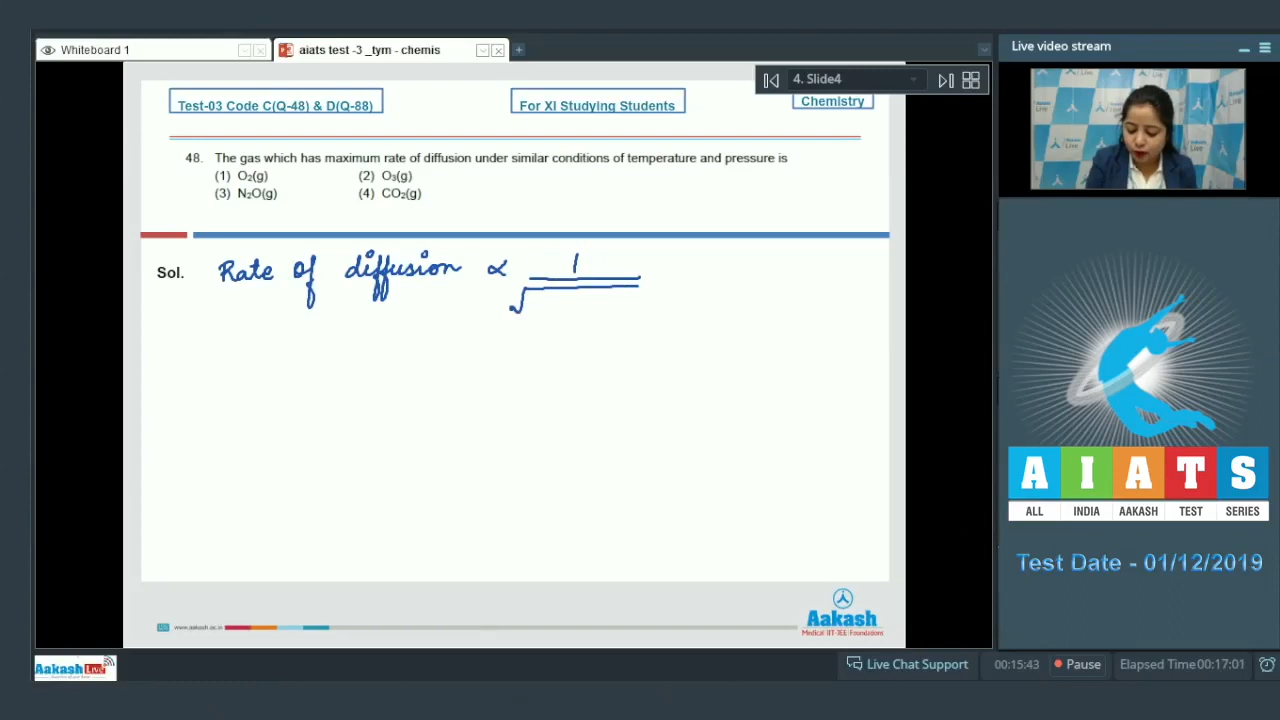 Whiteboard 1
aiats test -3 _tym - chemis
Live video stream
4. Slide4
Test-03 Code C(Q-48) & D(Q-88)
For XI Studying Students
Chemistry
48. The gas which has maximum rate of diffusion under similar conditions of temperature and pressure is
(1) O₂(g) (2) O₃(g)
(3) N₂O(g) (4) CO₂(g)
Sol. Rate of diffusion ∝ 1/√
A I A T S
ALL INDIA AAKASH TEST SERIES
Test Date - 01/12/2019
Aakash
Medical|IIT-JEE|Foundations
www.aakash.ac.in
Aakash Live
Live Chat Support
00:15:43
Pause
Elapsed Time 00:17:01